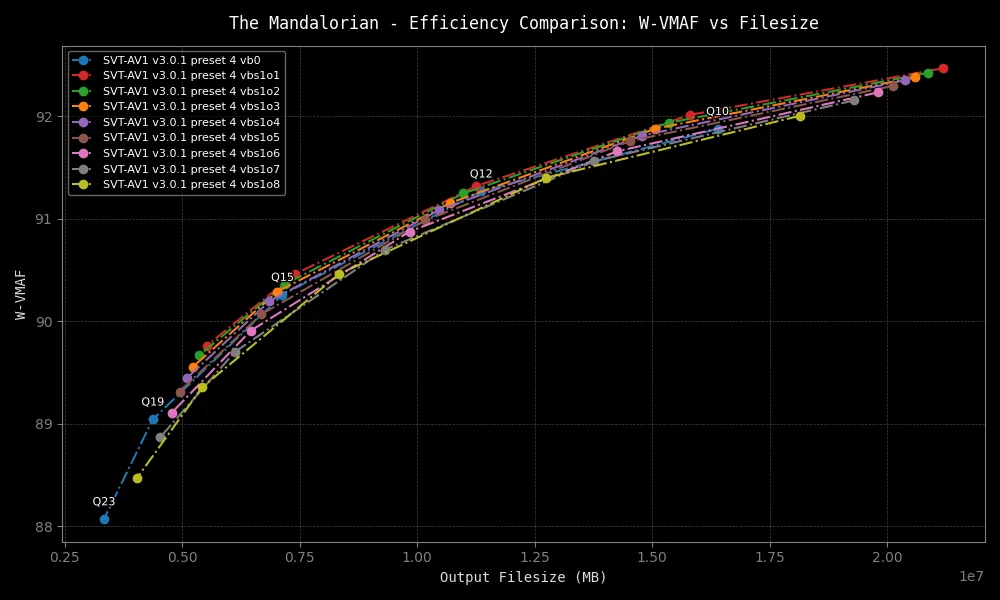 The Mandalorian - Efficiency Comparison: W-VMAF vs Filesize
SVT-AV1 v3.0.1 preset 4 vb0
SVT-AV1 v3.0.1 preset 4 vbs1o1
SVT-AV1 v3.0.1 preset 4 vbs1o2
SVT-AV1 v3.0.1 preset 4 vbs1o3
SVT-AV1 v3.0.1 preset 4 vbs1o4
SVT-AV1 v3.0.1 preset 4 vbs1o5
SVT-AV1 v3.0.1 preset 4 vbs1o6
SVT-AV1 v3.0.1 preset 4 vbs1o7
SVT-AV1 v3.0.1 preset 4 vbs1o8
Q10
Q12
Q15
Q19
Q23
W-VMAF
92
91
90
89
88
0.25 0.50 0.75 1.00 1.25 1.50 1.75 2.00
1e7
Output Filesize (MB)